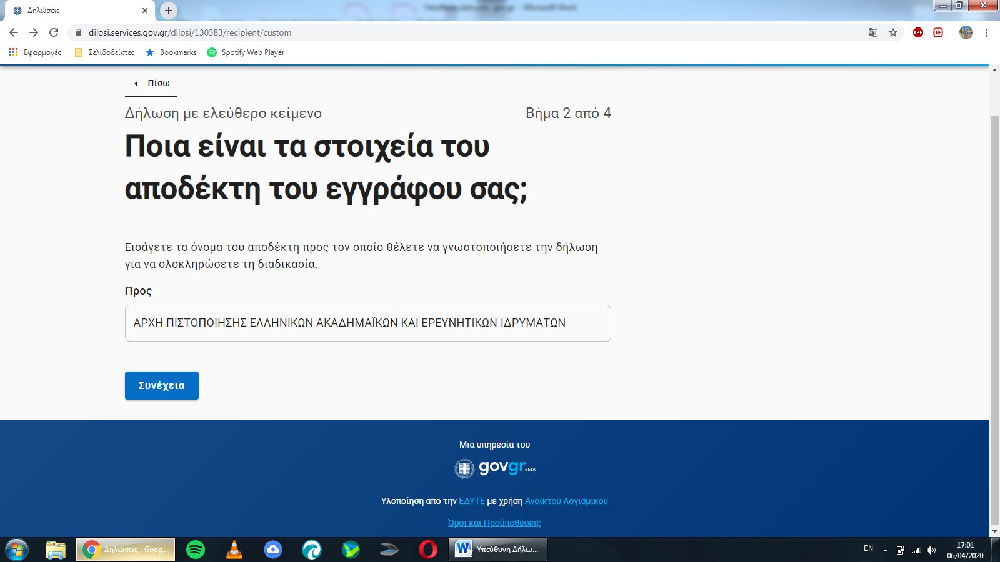 Δηλώσεις
dilosi.services.gov.gr/dilosi/130383/recipient/custom
ABP
Εφαρμογές
Σελιδοδείκτες
Bookmarks
Spotify Web Player
Πίσω
Δήλωση με ελεύθερο κείμενο
Βήμα 2 από 4
Ποια είναι τα στοιχεία του
αποδέκτη του εγγράφου σας;
Εισάγετε το όνομα του αποδέκτη προς τον οποίο θέλετε να γνωστοποιήσετε την δήλωση
για να ολοκληρώσετε τη διαδικασία.
Προς
ΑΡΧΗ ΠΙΣΤΟΠΟΙΗΣΗΣ ΕΛΛΗΝΙΚΩΝ ΑΚΑΔΗΜΑΪΚΩΝ ΚΑΙ ΕΡΕΥΝΗΤΙΚΩΝ ΙΔΡΥΜΑΤΩΝ
Συνέχεια
Μια υπηρεσία του
govgr BETA
Υλοποίηση απο την ΕΔΥΤΕ με χρήση Ανοικτού Λογισμικού
Όροι και Προϋποθέσεις
Δηλώσεις - Goog...
Υπεύθυνη Δήλω...
EN
17:01
06/04/2020